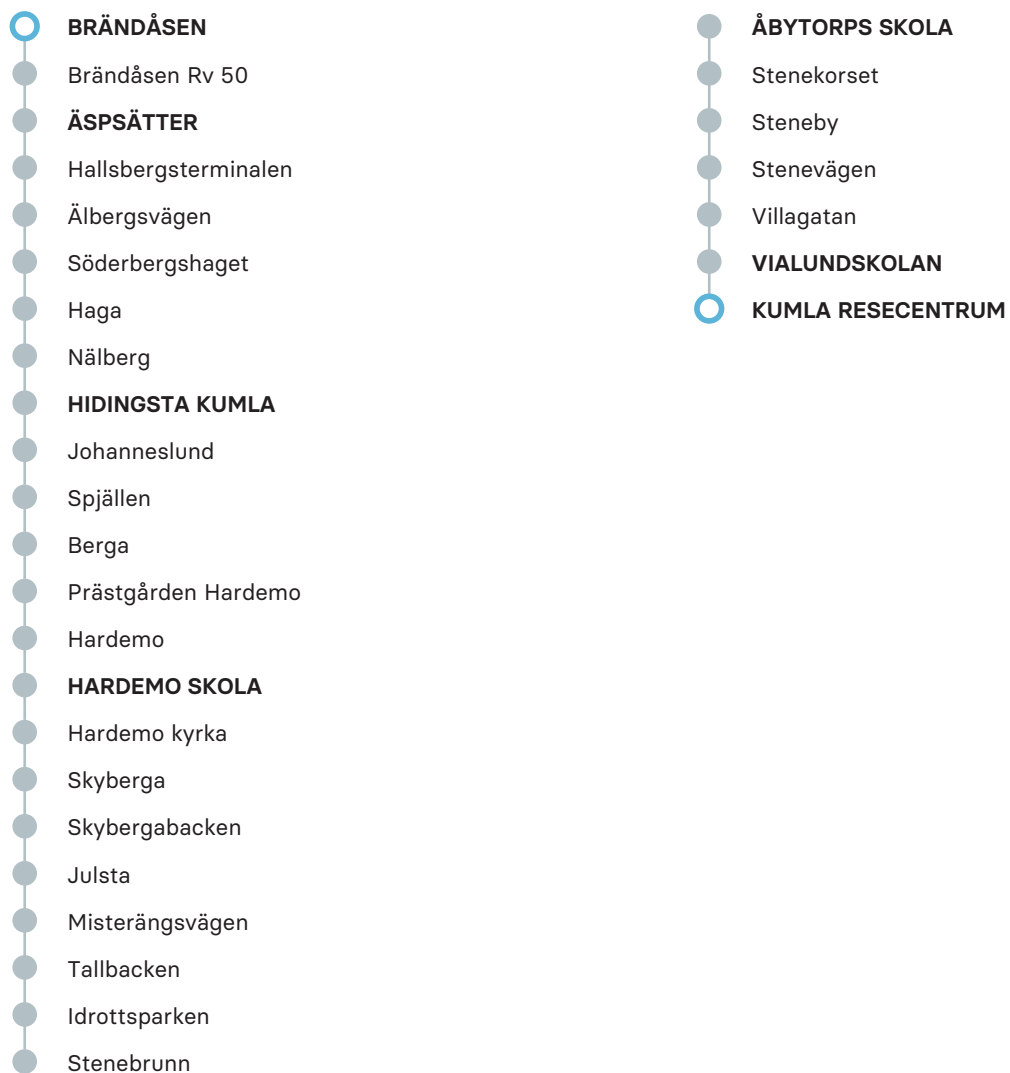 BRÄNDÅSEN
Brändåsen Rv 50
ÄSPSÄTTER
Hallsbergsterminalen
Älbergsvägen
Söderbergshaget
Haga
Nälberg
HIDINGSTA KUMLA
Johanneslund
Spjällen
Berga
Prästgården Hardemo
Hardemo
HARDEMO SKOLA
Hardemo kyrka
Skyberga
Skybergabacken
Julsta
Misterängsvägen
Tallbacken
Idrottsparken
Stenebrunn
ÅBYTORPS SKOLA
Stenekorset
Steneby
Stenevägen
Villagatan
VIALUNDSKOLAN
KUMLA RESECENTRUM